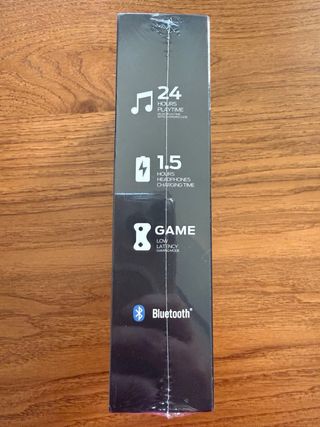 24
HOURS
PLAYTIME
1.5
HOURS
HEADPHONES
CHARGING TIME
GAME
LOW
LATENCY
GAMING MODE
Bluetooth®